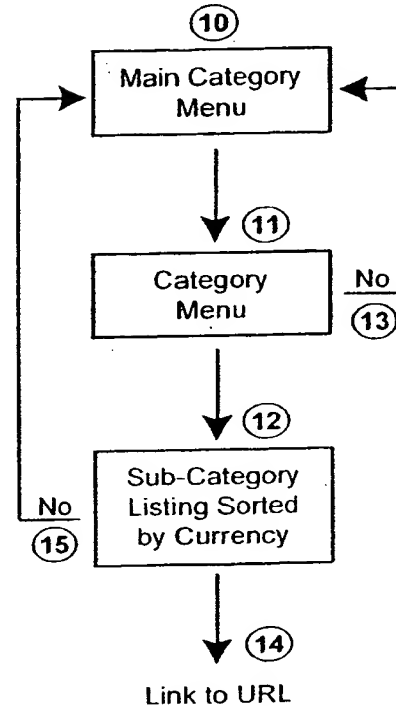 10
Main Category
Menu
11
Category
Menu
No
13
12
Sub-Category
Listing Sorted
by Currency
No
15
14
Link to URL